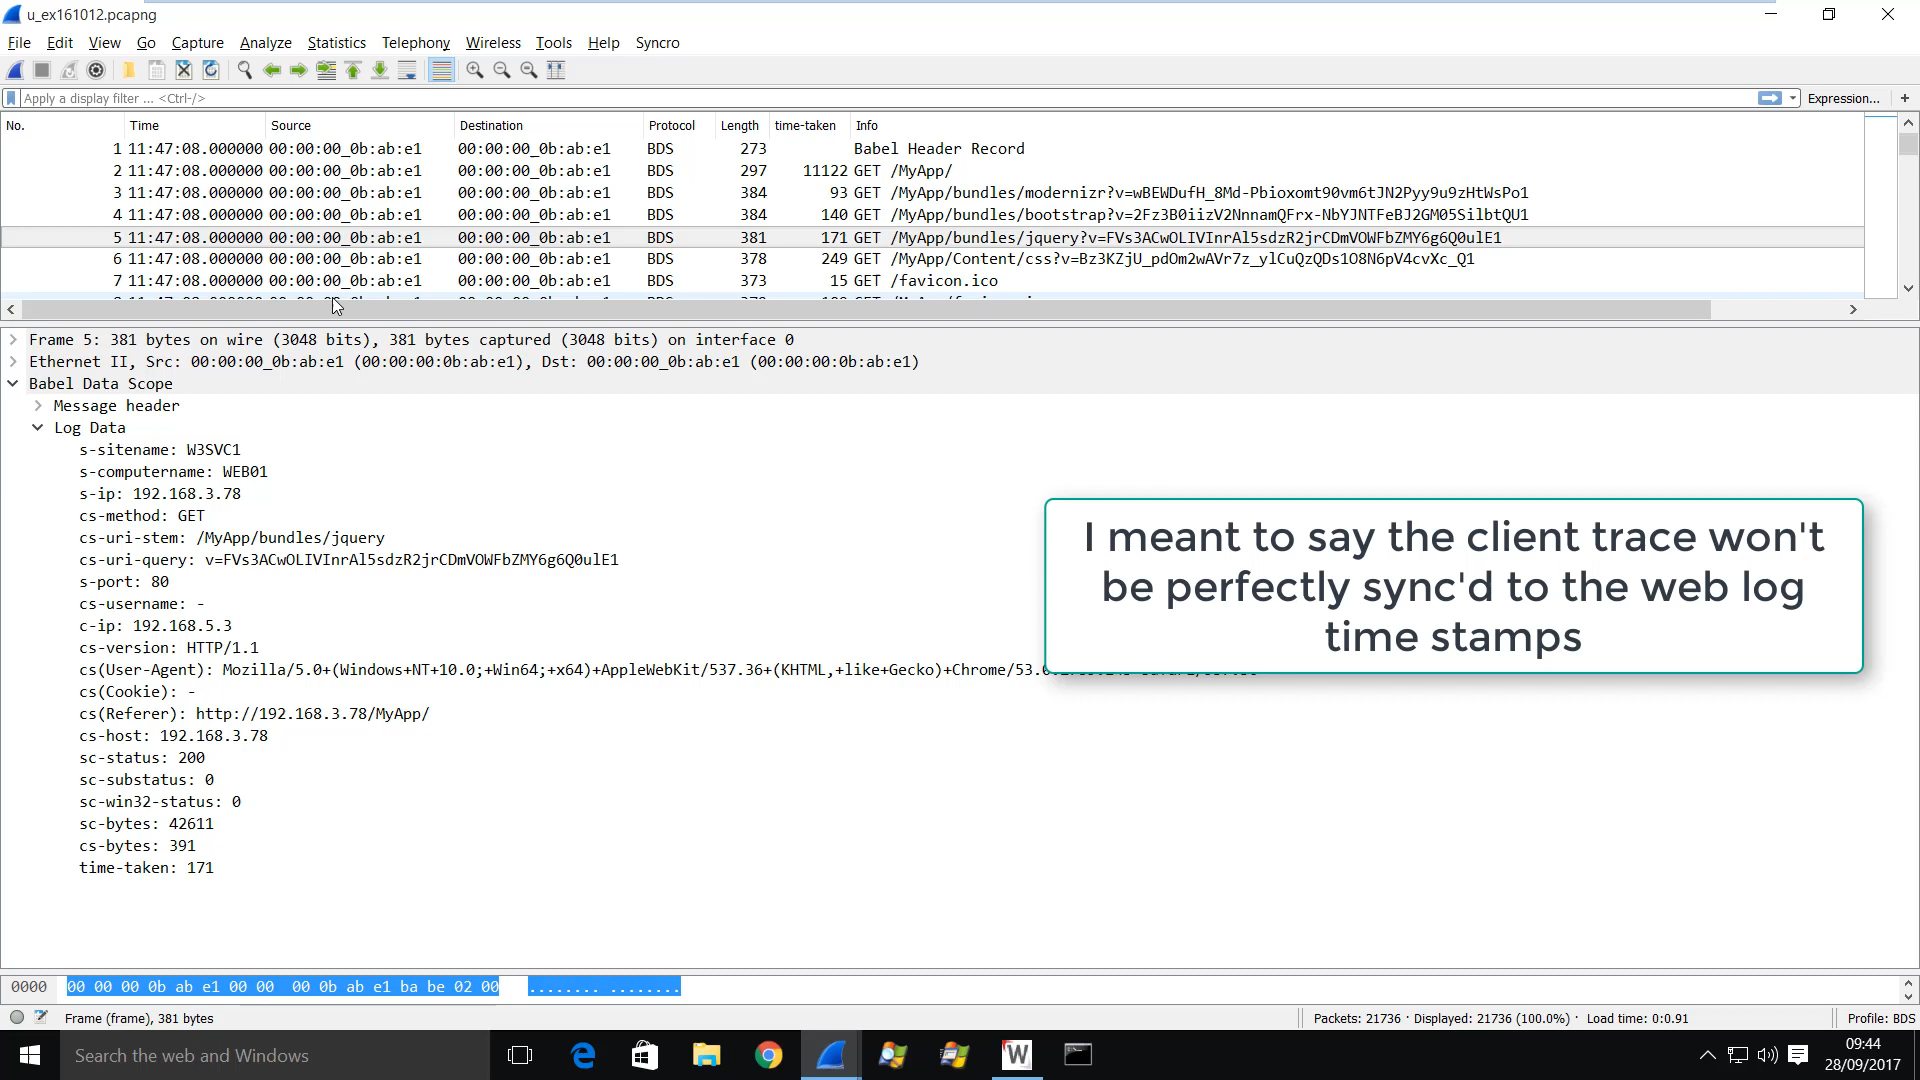 u_ex161012.pcapng
File Edit View Go Capture Analyze Statistics Telephony Wireless Tools Help Syncro
Apply a display filter ... <Ctrl-/> Expression... +
No. Time Source Destination Protocol Length time-taken Info
1 11:47:08.000000 00:00:00_0b:ab:e1 00:00:00_0b:ab:e1 BDS 273 Babel Header Record
2 11:47:08.000000 00:00:00_0b:ab:e1 00:00:00_0b:ab:e1 BDS 297 11122 GET /MyApp/
3 11:47:08.000000 00:00:00_0b:ab:e1 00:00:00_0b:ab:e1 BDS 384 93 GET /MyApp/bundles/modernizr?v=wBEWDufH_8Md-Pbioxomt90vm6tJN2Pyy9u9zHtWsPo1
4 11:47:08.000000 00:00:00_0b:ab:e1 00:00:00_0b:ab:e1 BDS 384 140 GET /MyApp/bundles/bootstrap?v=2Fz3B0iizV2NnnamQFrx-NbYJNTFeBJ2GM05SilbtQU1
5 11:47:08.000000 00:00:00_0b:ab:e1 00:00:00_0b:ab:e1 BDS 381 171 GET /MyApp/bundles/jquery?v=FVs3ACwOLIVInrAl5sdzR2jrCDmVOWFbZMY6g6Q0ulE1
6 11:47:08.000000 00:00:00_0b:ab:e1 00:00:00_0b:ab:e1 BDS 378 249 GET /MyApp/Content/css?v=Bz3KZjU_pdOm2wAVr7z_ylCuQzQDs1O8N6pV4cvXc_Q1
7 11:47:08.000000 00:00:00_0b:ab:e1 00:00:00_0b:ab:e1 BDS 373 15 GET /favicon.ico
Frame 5: 381 bytes on wire (3048 bits), 381 bytes captured (3048 bits) on interface 0
Ethernet II, Src: 00:00:00_0b:ab:e1 (00:00:00:0b:ab:e1), Dst: 00:00:00_0b:ab:e1 (00:00:00:0b:ab:e1)
Babel Data Scope
Message header
Log Data
s-sitename: W3SVC1
s-computername: WEB01
s-ip: 192.168.3.78
cs-method: GET
cs-uri-stem: /MyApp/bundles/jquery
cs-uri-query: v=FVs3ACwOLIVInrAl5sdzR2jrCDmVOWFbZMY6g6Q0ulE1
s-port: 80
cs-username: -
c-ip: 192.168.5.3
cs-version: HTTP/1.1
cs(User-Agent): Mozilla/5.0+(Windows+NT+10.0;+Win64;+x64)+AppleWebKit/537.36+(KHTML,+like+Gecko)+Chrome/53.
cs(Cookie): -
cs(Referer): http://192.168.3.78/MyApp/
cs-host: 192.168.3.78
sc-status: 200
sc-substatus: 0
sc-win32-status: 0
sc-bytes: 42611
cs-bytes: 391
time-taken: 171
I meant to say the client trace won't
be perfectly sync'd to the web log
time stamps
0000 00 00 00 0b ab e1 00 00 00 0b ab e1 ba be 02 00 ........ ........
Frame (frame), 381 bytes Packets: 21736 · Displayed: 21736 (100.0%) · Load time: 0:0.91 Profile: BDS
Search the web and Windows
W
09:44
28/09/2017